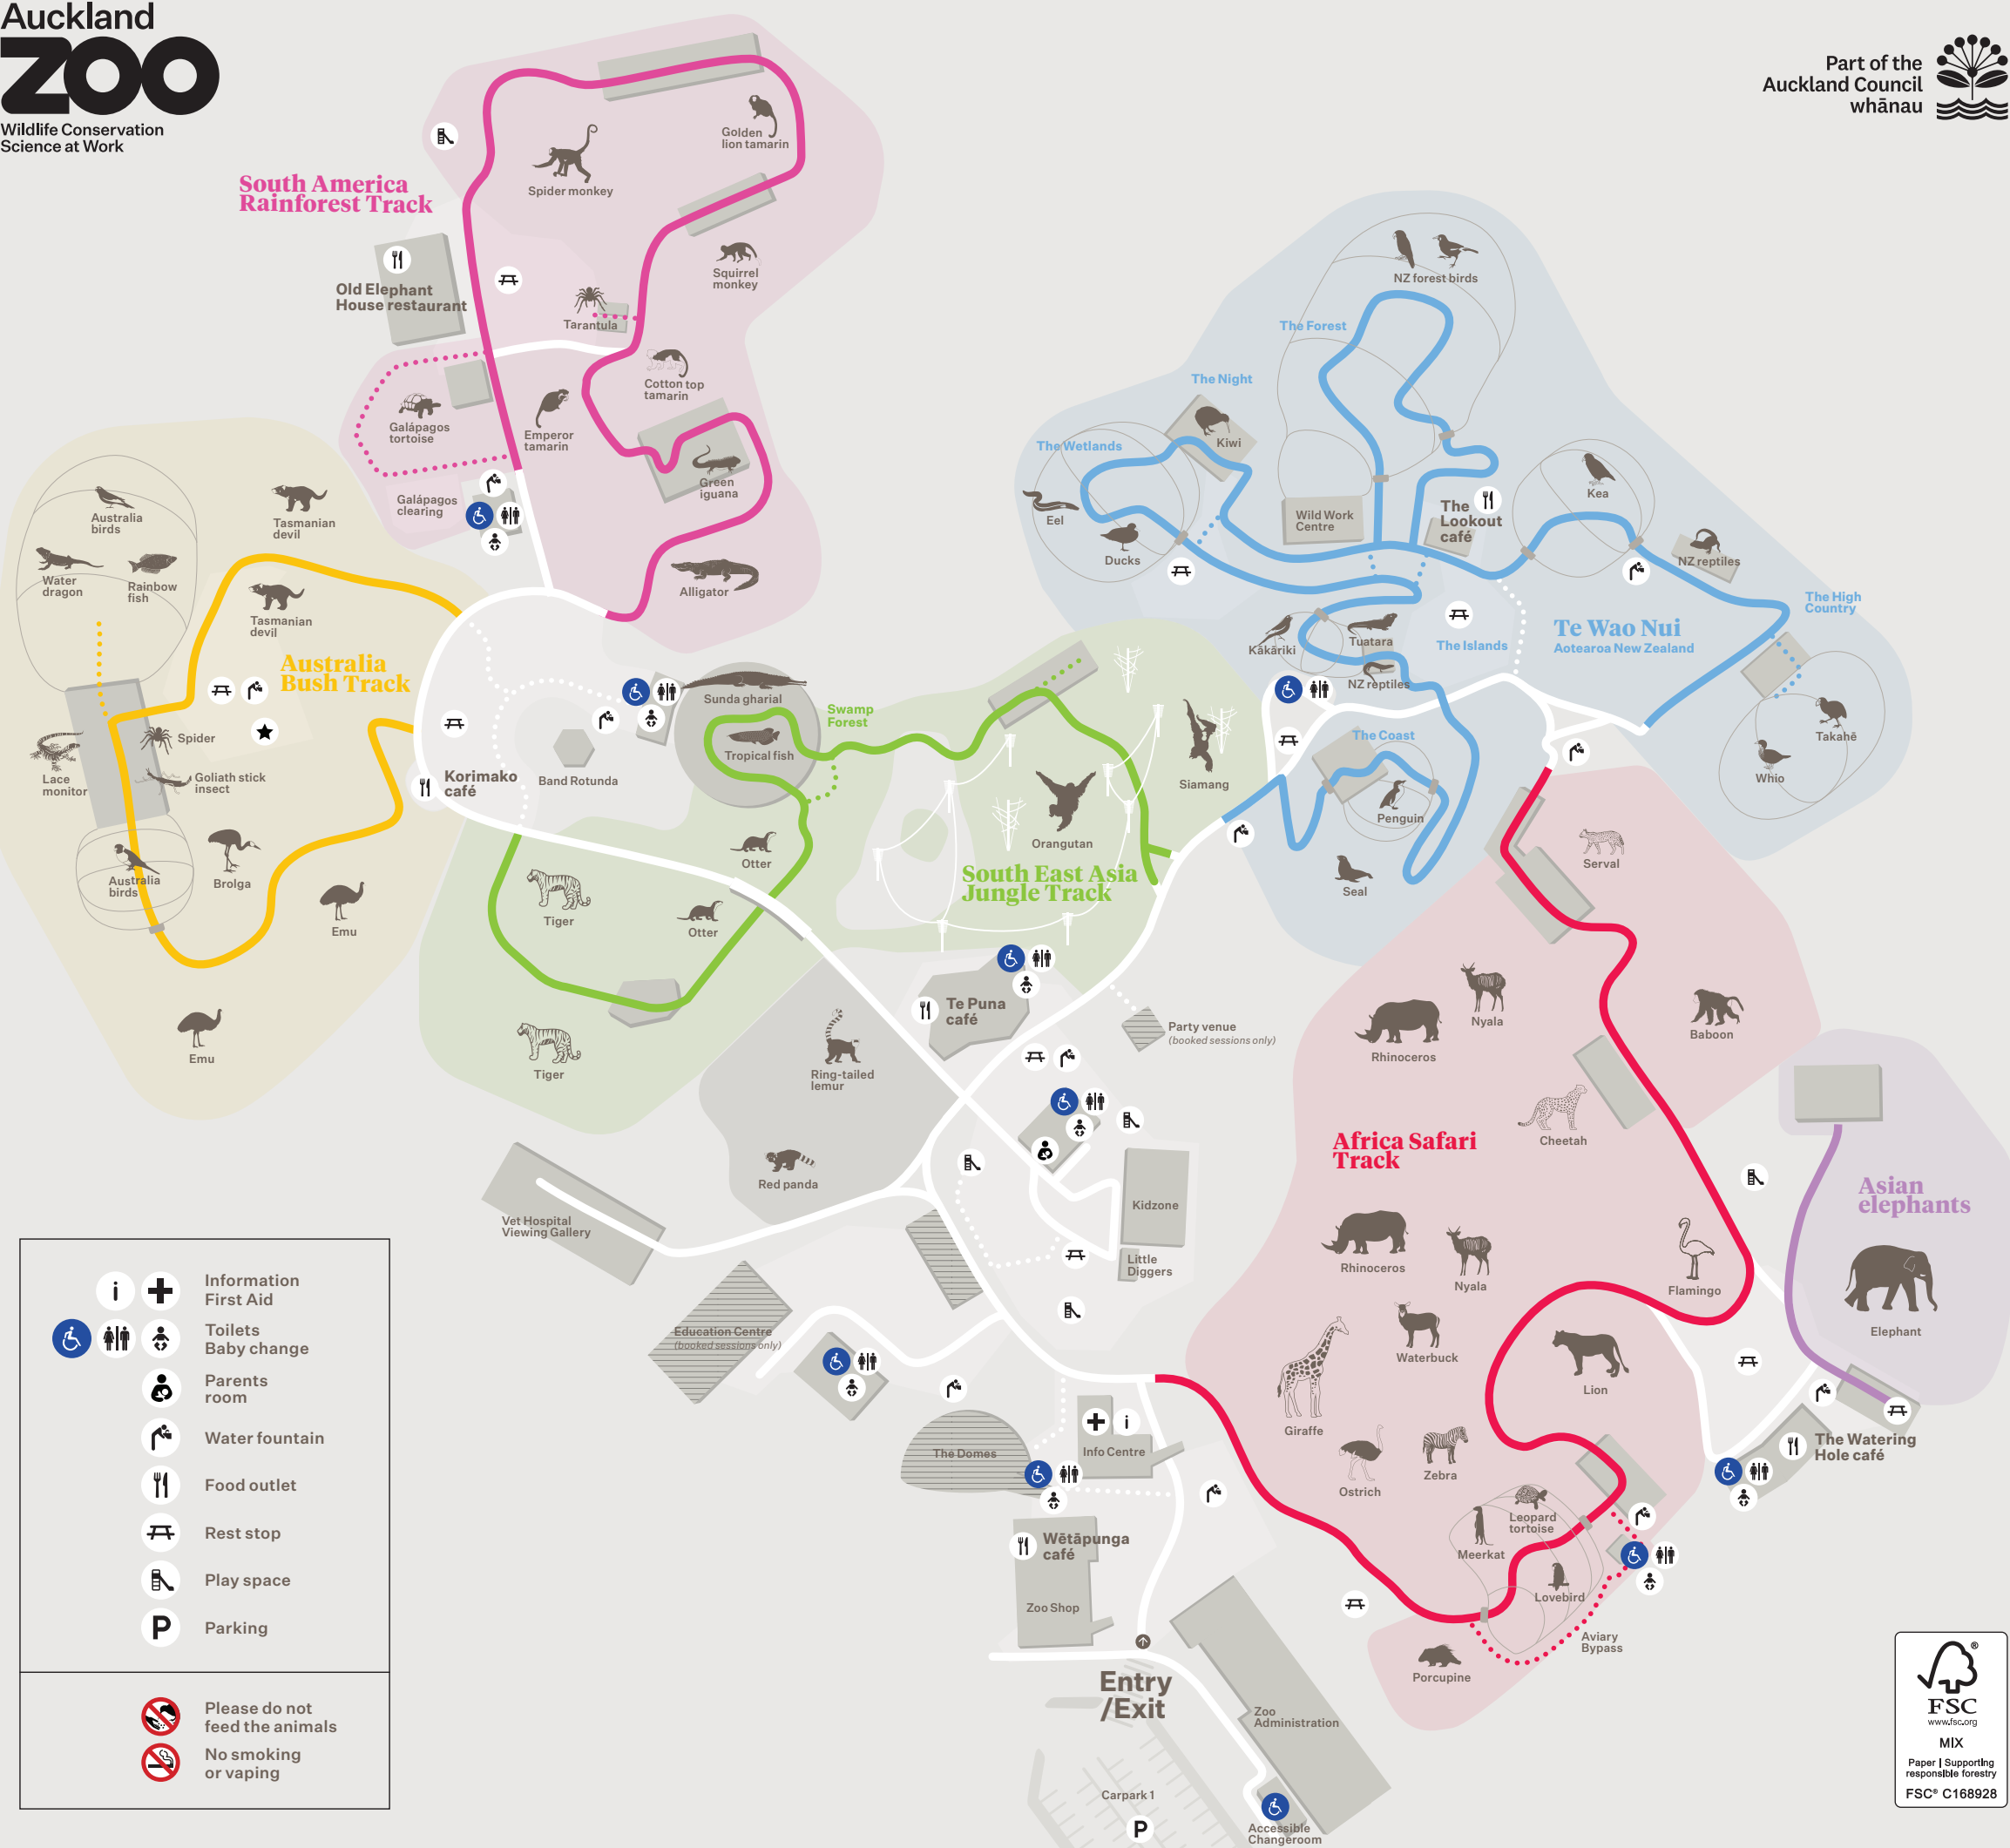 Auckland
ZOO
Wildlife Conservation
Science at Work
Part of the
Auckland Council
whānau
South America
Rainforest Track
Golden
lion tamarin
Spider monkey
Squirrel
monkey
Old Elephant
House restaurant
Tarantula
Cotton top
tamarin
Galápagos
tortoise
Emperor
tamarin
Green
iguana
Galápagos
clearing
Alligator
NZ forest birds
The Forest
The Night
The Wetlands
Kiwi
Eel
Ducks
Wild Work
Centre
The
Lookout
café
Kea
NZ reptiles
The High
Country
Te Wao Nui
Aotearoa New Zealand
The Islands
Kākāriki
Tuatara
NZ reptiles
Takahē
Whio
The Coast
Penguin
Seal
Australia
birds
Tasmanian
devil
Water
dragon
Rainbow
fish
Tasmanian
devil
Australia
Bush Track
Spider
Lace
monitor
Goliath stick
insect
Australia
birds
Brolga
Emu
Emu
Korimako
café
Band Rotunda
Sunda gharial
Tropical fish
Swamp
Forest
Siamang
Orangutan
South East Asia
Jungle Track
Otter
Otter
Tiger
Tiger
Te Puna
café
Party venue
(booked sessions only)
Ring-tailed
lemur
Red panda
Vet Hospital
Viewing Gallery
Kidzone
Little
Diggers
Education Centre
(booked sessions only)
The Domes
i
Info Centre
Wētāpunga
café
Zoo Shop
Entry
/Exit
Zoo
Administration
Carpark 1
P
Accessible
Changeroom
Serval
Nyala
Rhinoceros
Baboon
Cheetah
Africa Safari
Track
Rhinoceros
Nyala
Flamingo
Waterbuck
Lion
Giraffe
Ostrich
Zebra
Leopard
tortoise
Meerkat
Lovebird
Aviary
Bypass
Porcupine
Asian
elephants
Elephant
The Watering
Hole café
i
Information
First Aid
Toilets
Baby change
Parents
room
Water fountain
Food outlet
Rest stop
Play space
P
Parking
Please do not
feed the animals
No smoking
or vaping
®
FSC
www.fsc.org
MIX
Paper | Supporting
responsible forestry
FSC® C168928